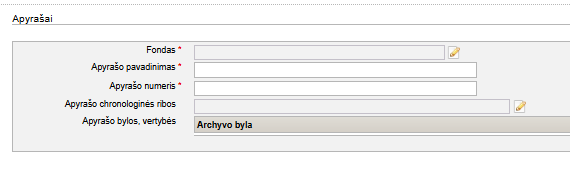 Apyrašai
Fondas *
Apyrašo pavadinimas *
Apyrašo numeris *
Apyrašo chronologinės ribos
Apyrašo bylos, vertybės
Archyvo byla